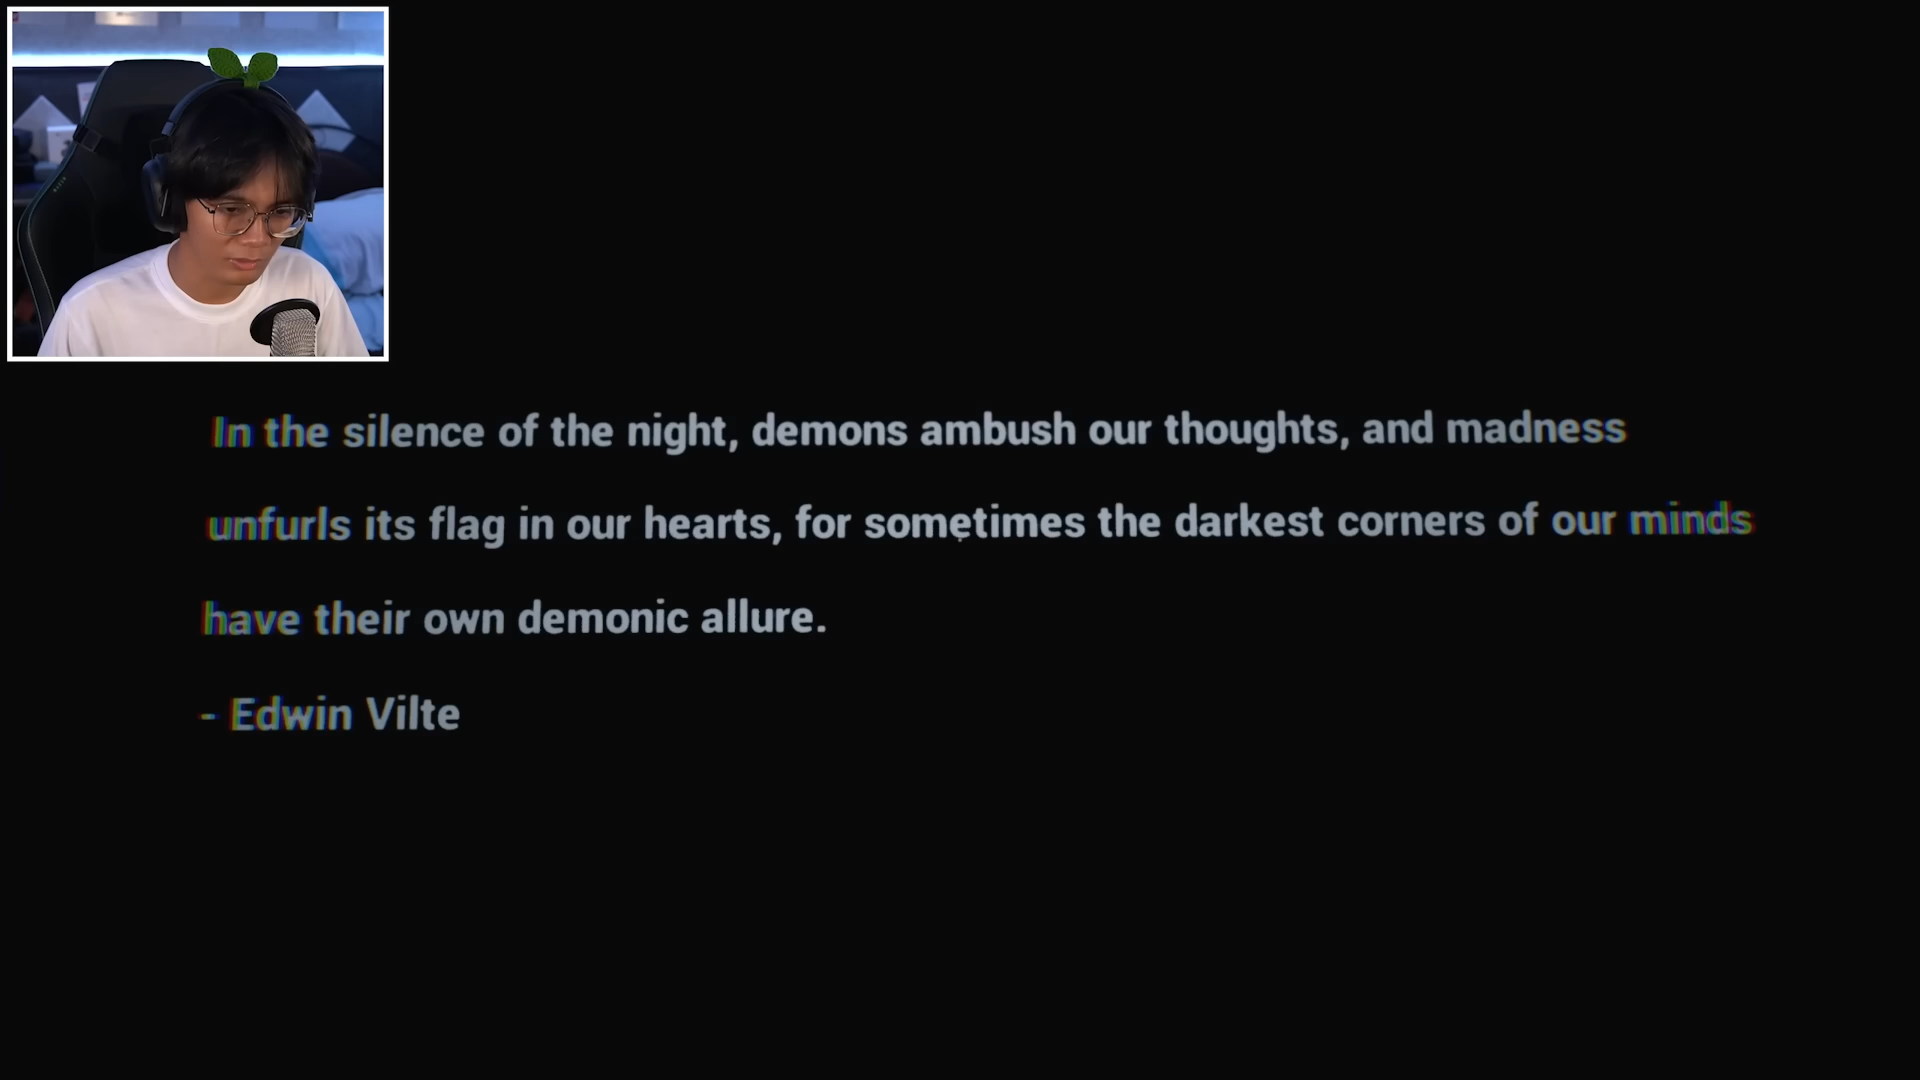 In the silence of the night, demons ambush our thoughts, and madness
unfurls its flag in our hearts, for sometimes the darkest corners of our minds
have their own demonic allure.
- Edwin Vilte